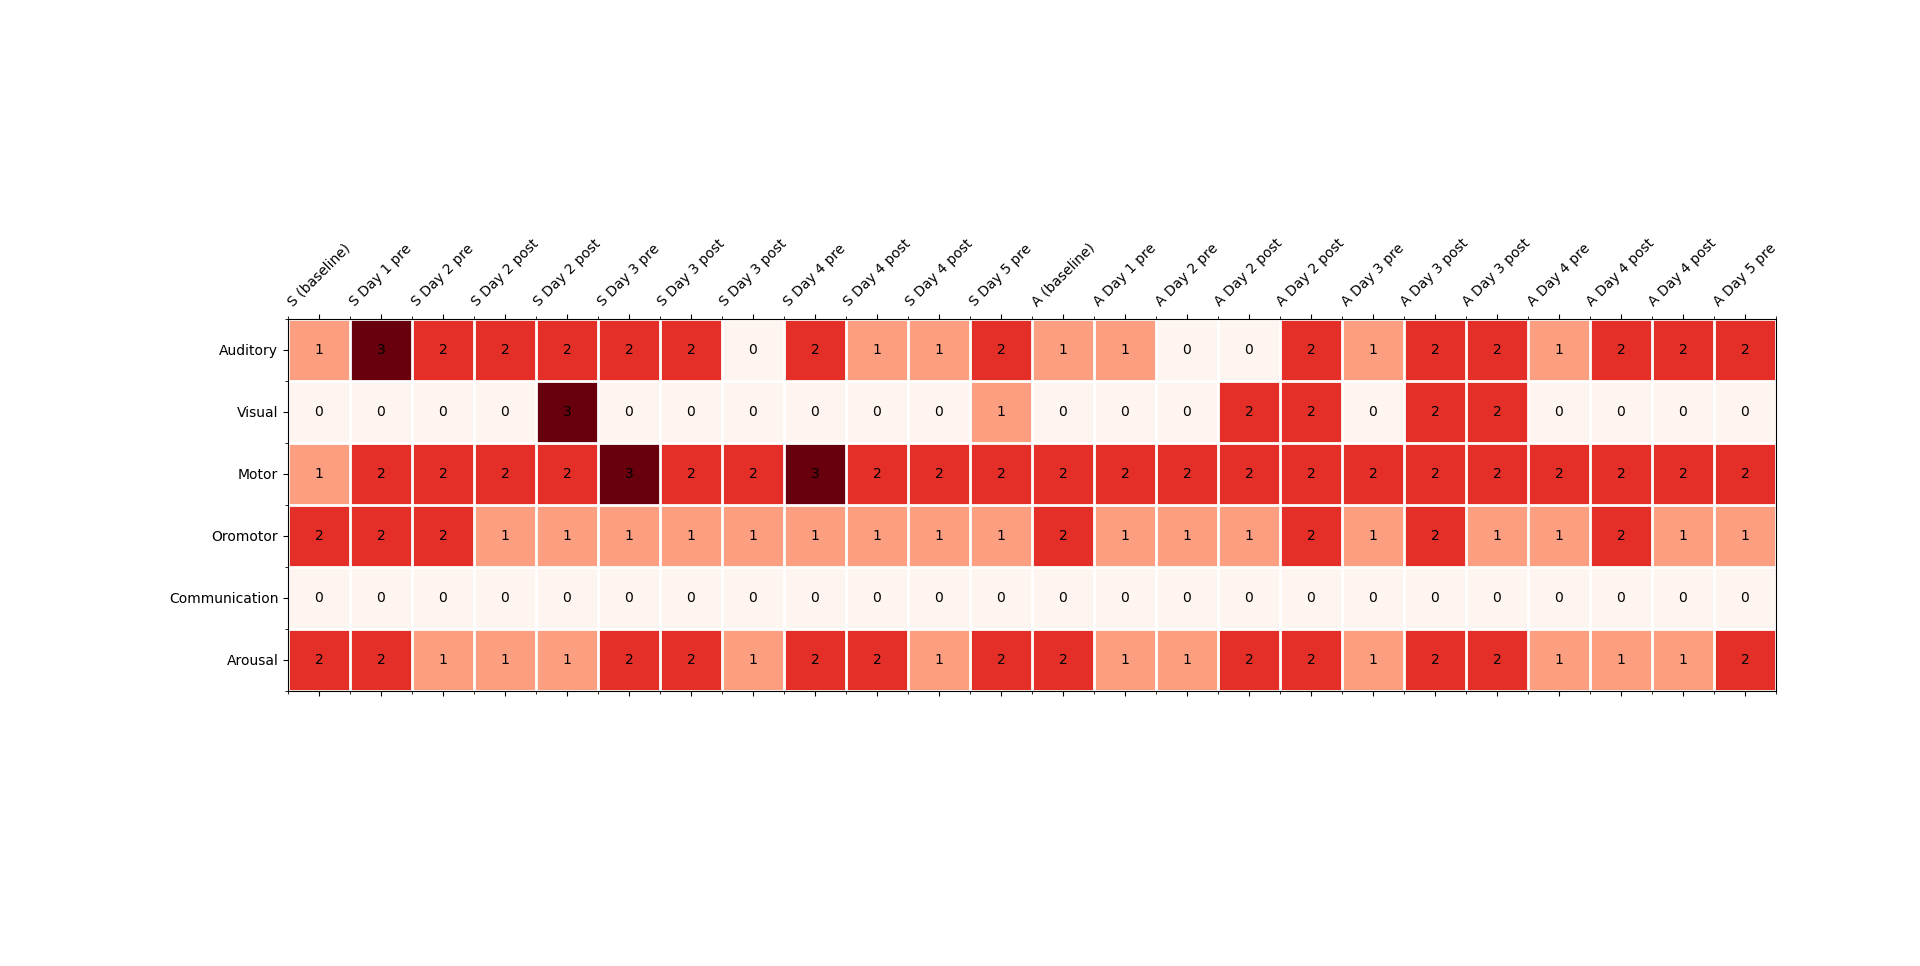 S (baseline) S Day 1 pre S Day 2 pre S Day 2 post S Day 2 post S Day 3 pre S Day 3 post S Day 3 post S Day 4 pre S Day 4 post S Day 4 post S Day 5 pre A (baseline) A Day 1 pre A Day 2 pre A Day 2 post A Day 2 post A Day 3 pre A Day 3 post A Day 3 post A Day 4 pre A Day 4 post A Day 4 post A Day 5 pre
Auditory 1 3 2 2 2 2 2 0 2 1 1 2 1 1 0 0 2 1 2 2 1 2 2 2
Visual 0 0 0 0 3 0 0 0 0 0 0 1 0 0 0 2 2 0 2 2 0 0 0 0
Motor 1 2 2 2 2 3 2 2 3 2 2 2 2 2 2 2 2 2 2 2 2 2 2 2
Oromotor 2 2 2 1 1 1 1 1 1 1 1 1 2 1 1 1 2 1 2 1 1 2 1 1
Communication 0 0 0 0 0 0 0 0 0 0 0 0 0 0 0 0 0 0 0 0 0 0 0 0
Arousal 2 2 1 1 1 2 2 1 2 2 1 2 2 1 1 2 2 1 2 2 1 1 1 2